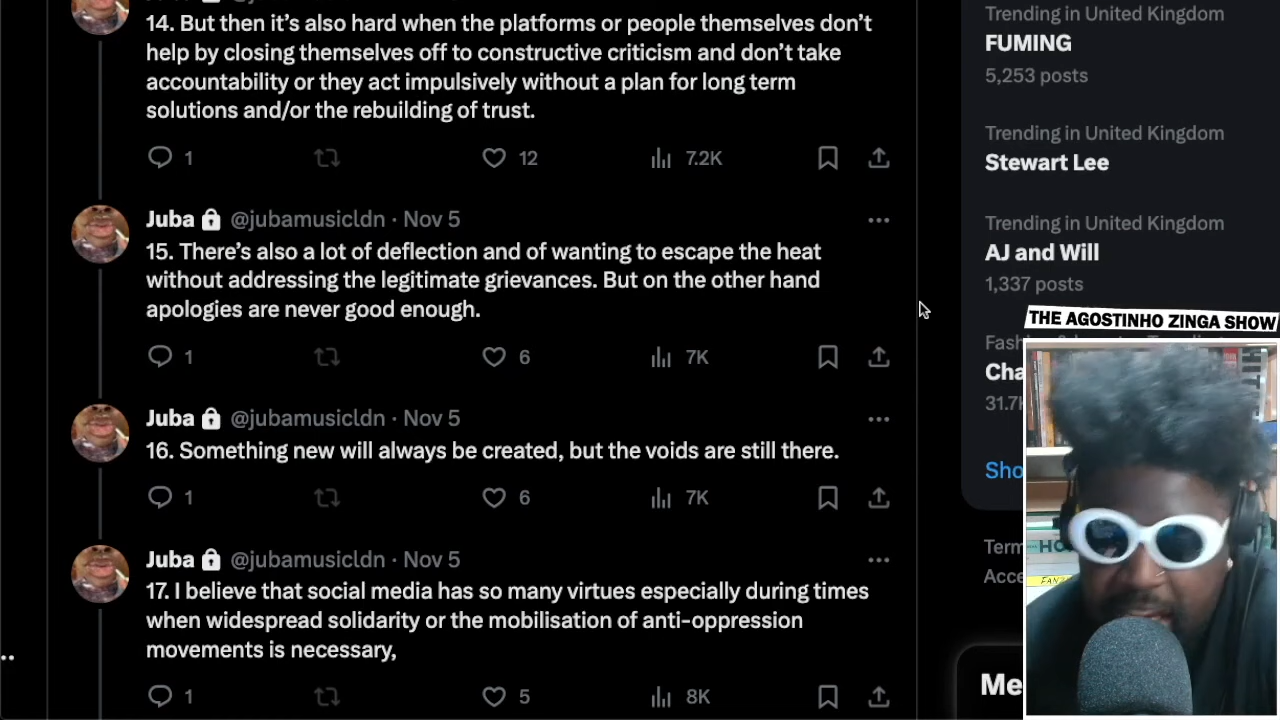 14. But then it’s also hard when the platforms or people themselves don’t
help by closing themselves off to constructive criticism and don’t take
accountability or they act impulsively without a plan for long term
solutions and/or the rebuilding of trust.
1 12 7.2K
Juba @jubamusicldn · Nov 5
15. There’s also a lot of deflection and of wanting to escape the heat
without addressing the legitimate grievances. But on the other hand
apologies are never good enough.
1 6 7K
Juba @jubamusicldn · Nov 5
16. Something new will always be created, but the voids are still there.
1 6 7K
Juba @jubamusicldn · Nov 5
17. I believe that social media has so many virtues especially during times
when widespread solidarity or the mobilisation of anti-oppression
movements is necessary,
1 5 8K
Trending in United Kingdom
FUMING
5,253 posts
Trending in United Kingdom
Stewart Lee
Trending in United Kingdom
AJ and Will
1,337 posts
THE AGOSTINHO ZINGA SHOW